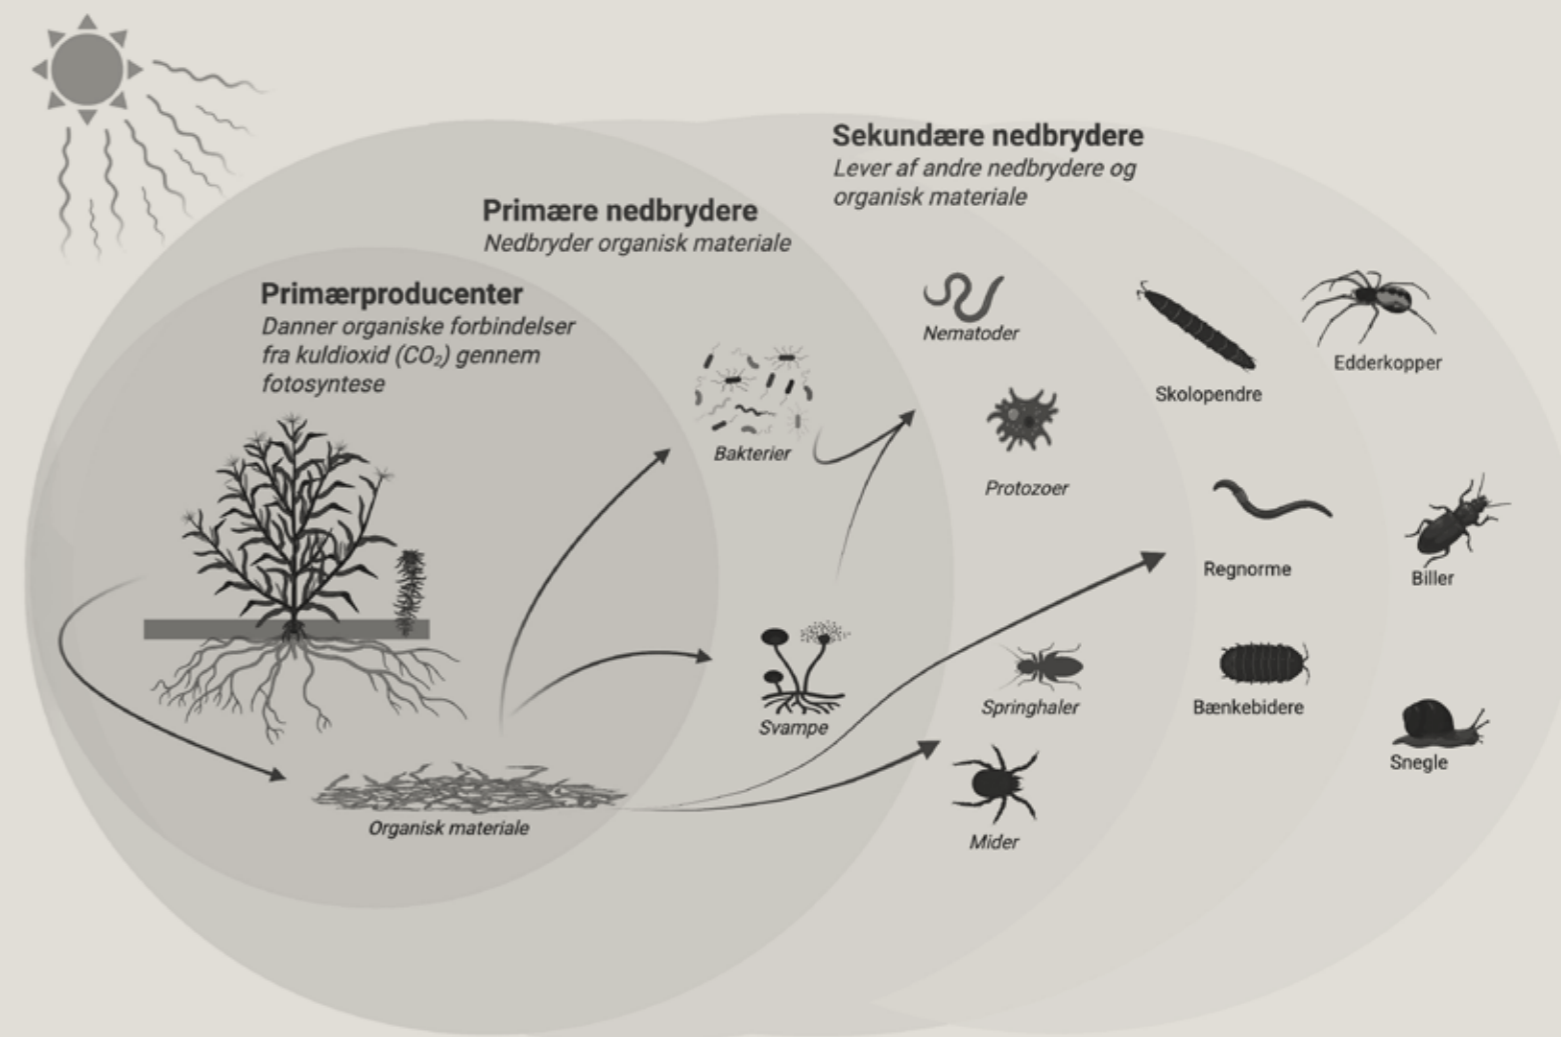 Sekundære nedbrydere
Lever af andre nedbrydere og
organisk materiale
Primære nedbrydere
Nedbryder organisk materiale
Primærproducenter
Danner organiske forbindelser
fra kuldioxid (CO₂) gennem
fotosyntese
Nematoder
Edderkopper
Skolopendre
Bakterier
Protozoer
Regnorme
Biller
Springhaler
Bænkebidere
Svampe
Snegle
Organisk materiale
Mider